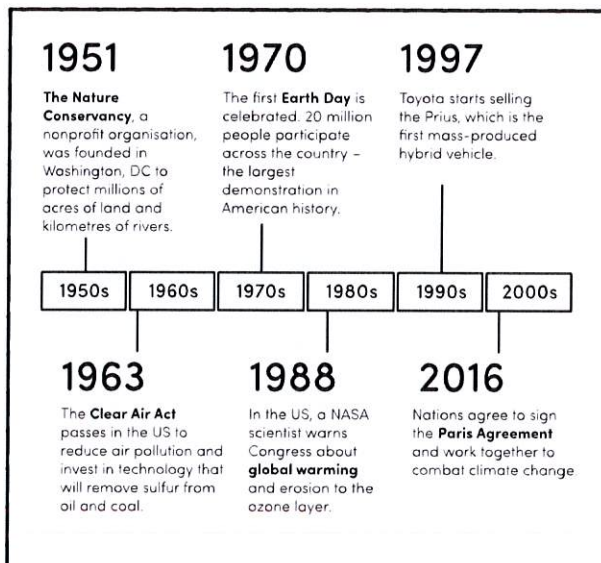 1951
The Nature
Conservancy, a
nonprofit organisation,
was founded in
Washington, DC to
protect millions of
acres of land and
kilometres of rivers.
1970
The first Earth Day is
celebrated. 20 million
people participate
across the country –
the largest
demonstration in
American history.
1997
Toyota starts selling
the Prius, which is the
first mass-produced
hybrid vehicle.
1950s
1960s
1970s
1980s
1990s
2000s
1963
The Clear Air Act
passes in the US to
reduce air pollution and
invest in technology that
will remove sulfur from
oil and coal.
1988
In the US, a NASA
scientist warns
Congress about
global warming
and erosion to the
ozone layer.
2016
Nations agree to sign
the Paris Agreement
and work together to
combat climate change